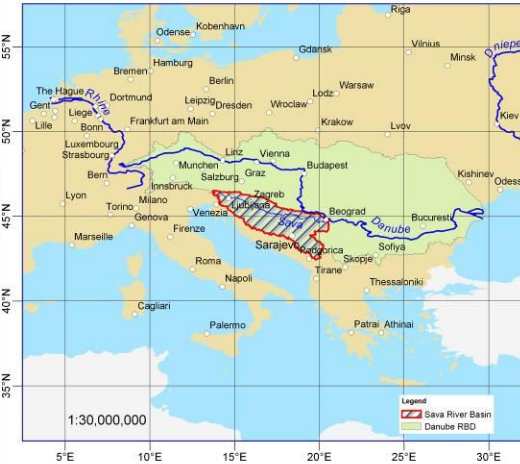 Riga
Kobenhavn
55°N
Odense
Vilnius
Gdansk
Minsk
Dniepe
Hamburg
Bremen
Berlin
The Hague
Rhine
Dortmund
Warsaw
Leipzig
Lodz
Gent
Dresden
Wroclaw
Kiev
Liege
50°N
Lille
Bonn
Frankfurt am Main
Krakow
Lvov
Luxembourg
Strasbourg
Linz
Vienna
Munchen
Budapest
Kishinev
Bern
Salzburg
Graz
Innsbruck
Odess
Zagreb
Lyon
Milano
Ljubljana
45°N
Torino
Venezia
Beograd
Genova
Sava
Danube
Bucuresti
Firenze
Marseille
Sarajevo
Podgorica
Sofiya
Skopje
Roma
Tirane
Napoli
Thessaloniki
40°N
Cagliari
Palermo
Patrai
Athinai
35°N
1:30,000,000
Legend
Sava River Basin
Danube RBD
5°E
10°E
15°E
20°E
25°E
30°E